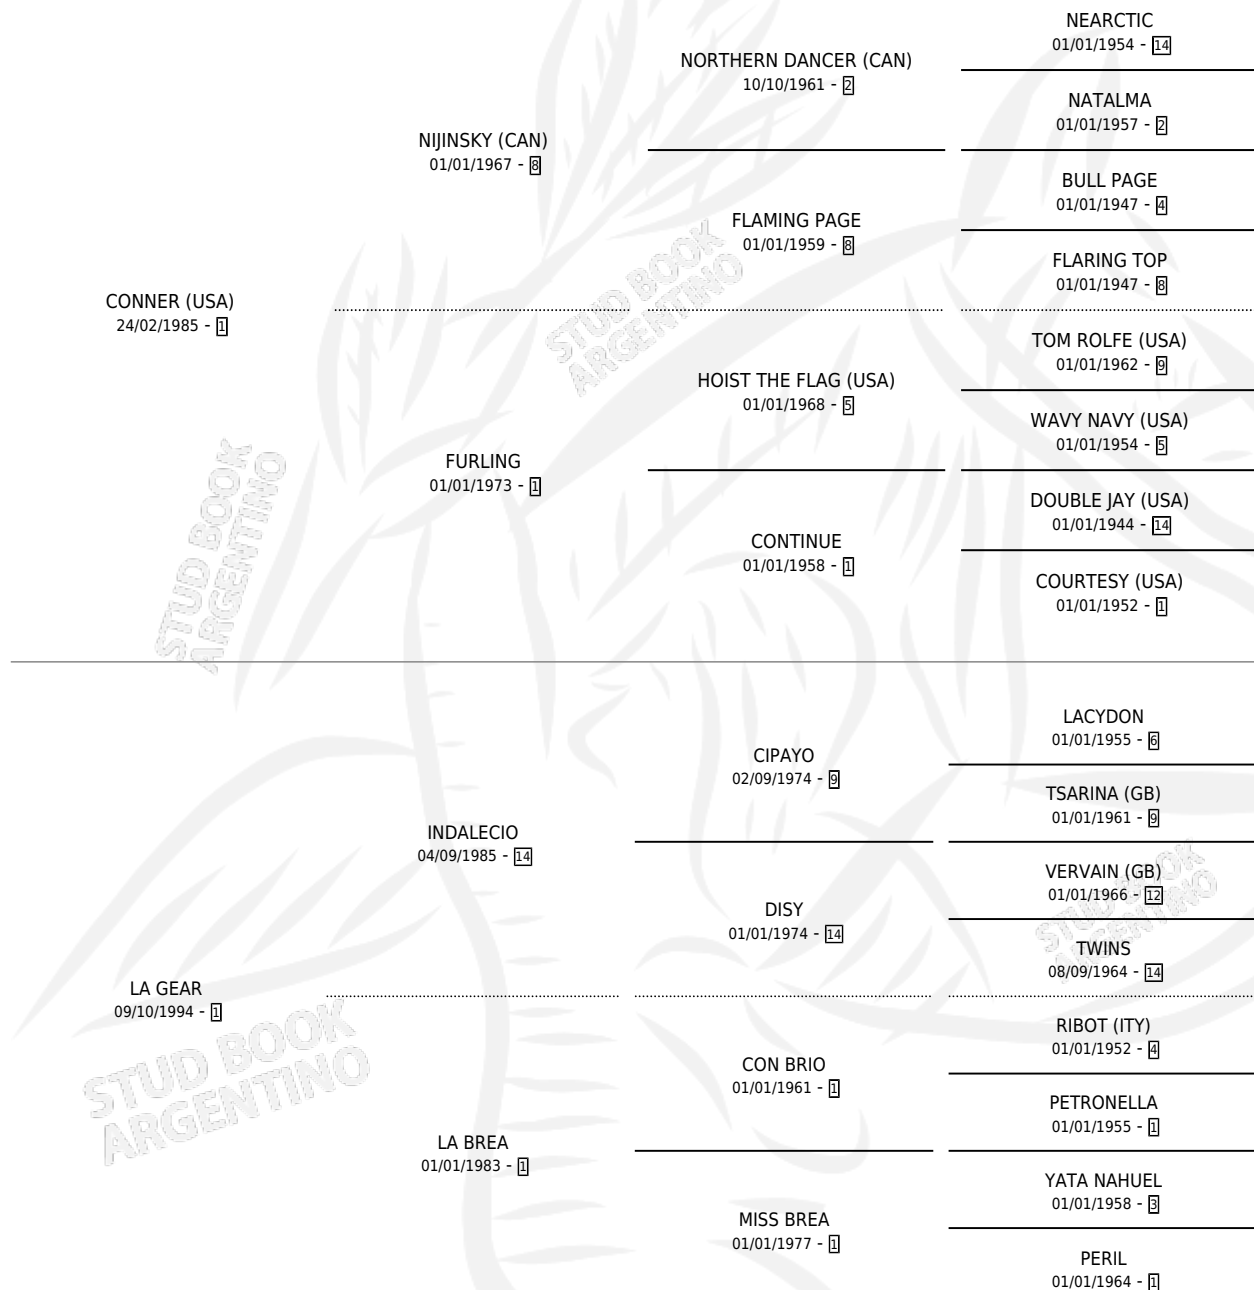 NEARCTIC
01/01/1954 - 14
NORTHERN DANCER (CAN)
10/10/1961 - 2
NATALMA
01/01/1957 - 2
NIJINSKY (CAN)
01/01/1967 - 8
BULL PAGE
01/01/1947 - 4
FLAMING PAGE
01/01/1959 - 8
FLARING TOP
01/01/1947 - 8
CONNER (USA)
24/02/1985 - 1
TOM ROLFE (USA)
01/01/1962 - 9
HOIST THE FLAG (USA)
01/01/1968 - 5
WAVY NAVY (USA)
01/01/1954 - 5
FURLING
01/01/1973 - 1
DOUBLE JAY (USA)
01/01/1944 - 14
CONTINUE
01/01/1958 - 1
COURTESY (USA)
01/01/1952 - 1
STUD BOOK
ARGENTINO
STUD BOOK
ARGENTINO
LACYDON
01/01/1955 - 6
CIPAYO
02/09/1974 - 9
TSARINA (GB)
01/01/1961 - 9
INDALECIO
04/09/1985 - 14
VERVAIN (GB)
01/01/1966 - 12
DISY
01/01/1974 - 14
TWINS
08/09/1964 - 14
STUD BOOK
ARGENTINO
LA GEAR
09/10/1994 - 1
RIBOT (ITY)
01/01/1952 - 4
CON BRIO
01/01/1961 - 1
PETRONELLA
01/01/1955 - 1
LA BREA
01/01/1983 - 1
YATA NAHUEL
01/01/1958 - 3
MISS BREA
01/01/1977 - 1
PERIL
01/01/1964 - 1
STUD BOOK
ARGENTINO